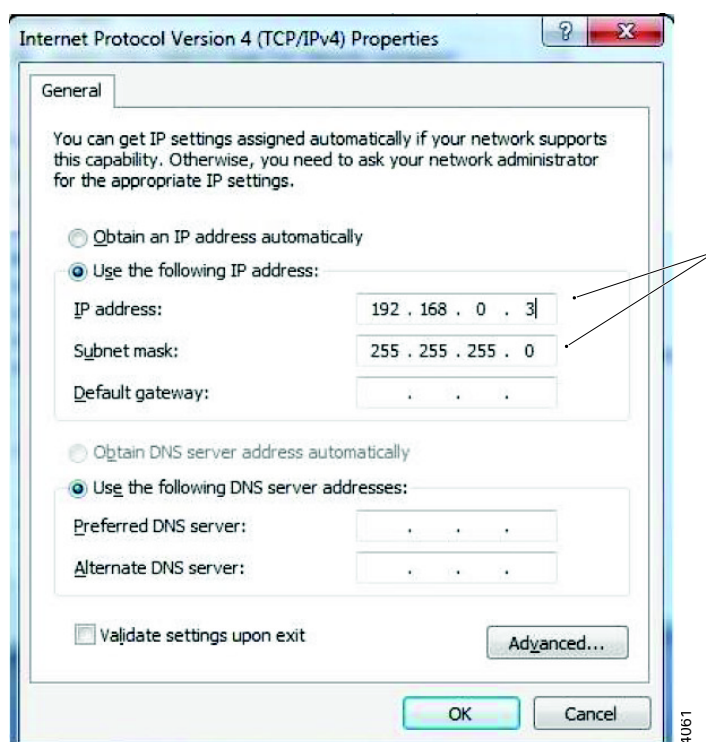 Internet Protocol Version 4 (TCP/IPv4) Properties
General
You can get IP settings assigned automatically if your network supports
this capability. Otherwise, you need to ask your network administrator
for the appropriate IP settings.
Obtain an IP address automatically
Use the following IP address:
IP address: 192 . 168 . 0 . 3
Subnet mask: 255 . 255 . 255 . 0
Default gateway: . . .
Obtain DNS server address automatically
Use the following DNS server addresses:
Preferred DNS server: . . .
Alternate DNS server: . . .
Validate settings upon exit
Advanced...
OK Cancel
4061